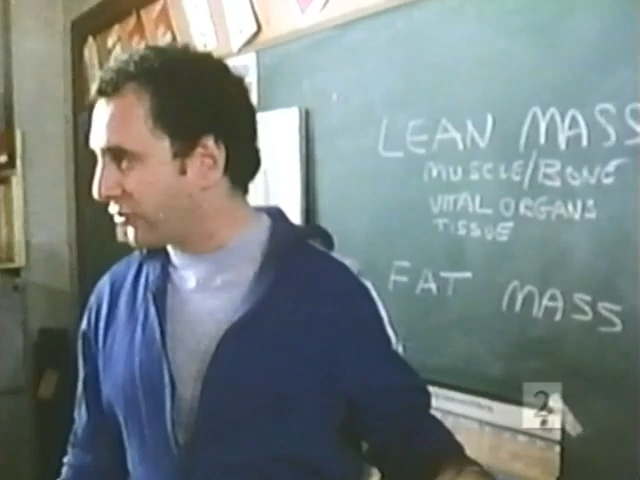 LEAN MASS
MUSCLE/BONE
VITAL ORGANS
TISSUE
FAT MASS
2